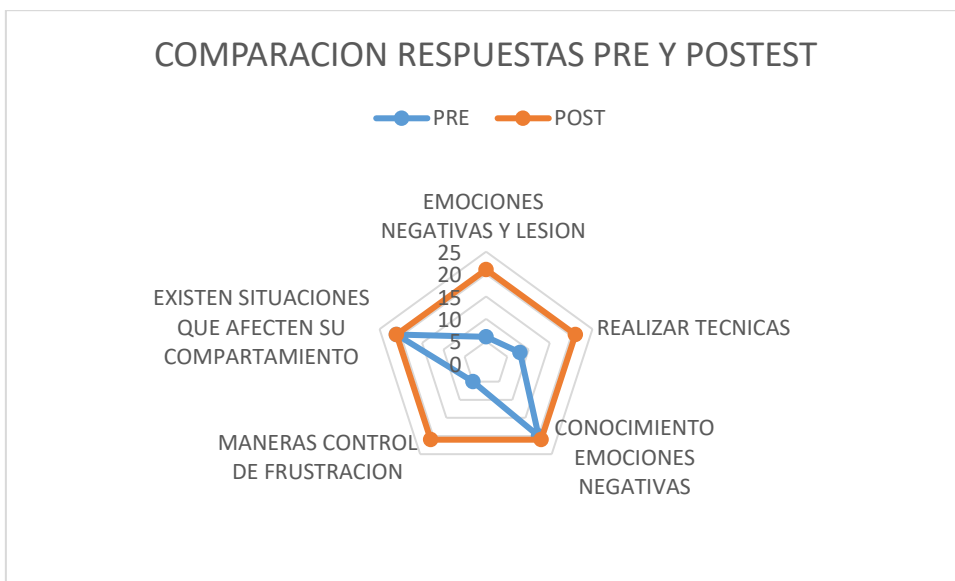 COMPARACION RESPUESTAS PRE Y POSTEST
PRE POST
EMOCIONES
NEGATIVAS Y LESION
25
20
15
10
5
0
REALIZAR TECNICAS
CONOCIMIENTO
EMOCIONES
NEGATIVAS
MANERAS CONTROL
DE FRUSTRACION
EXISTEN SITUACIONES
QUE AFECTEN SU
COMPARTAMIENTO